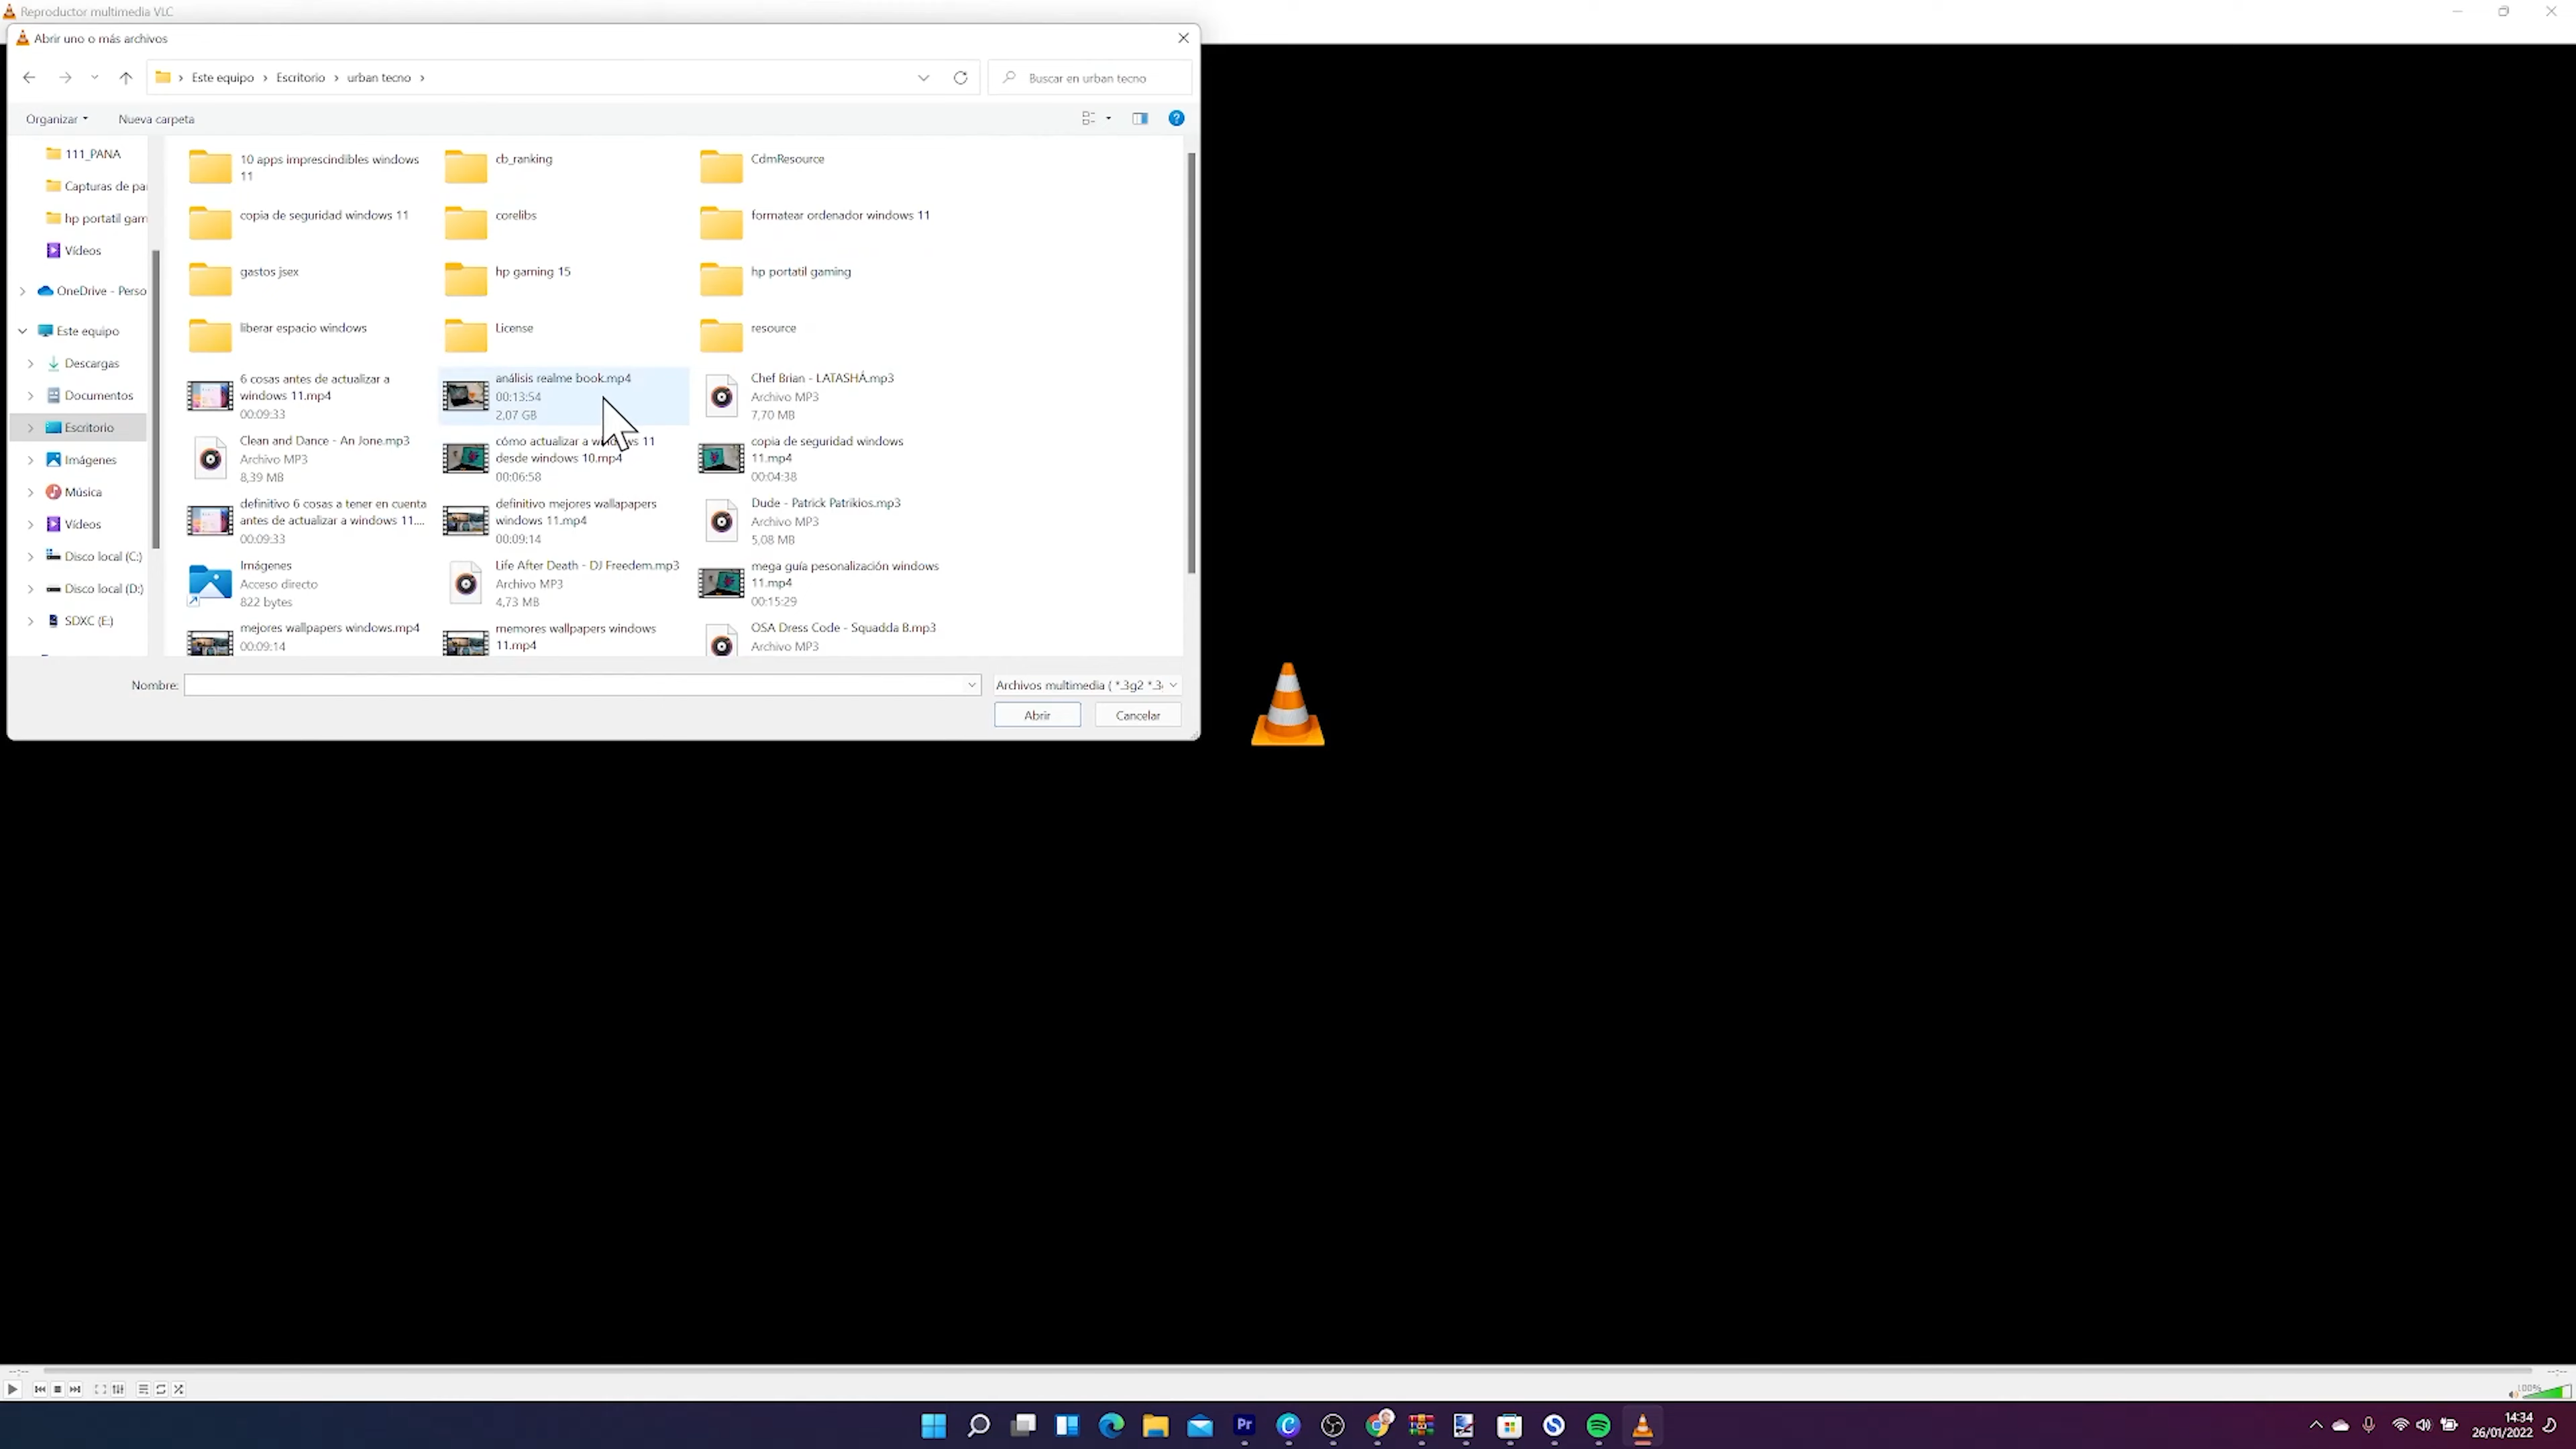 Reproductor multimedia VLC
Abrir uno o más archivos
Este equipo > Escritorio > urban tecno >
Buscar en urban tecno
Organizar
Nueva carpeta
111_PANA
Capturas de pa
hp portatil gam
Vídeos
OneDrive - Perso
Este equipo
Descargas
Documentos
Escritorio
Imágenes
Música
Vídeos
Disco local (C:)
Disco local (D:)
SDXC (E:)
10 apps imprescindibles windows
11
cb_ranking
CdmResource
copia de seguridad windows 11
corelibs
formatear ordenador windows 11
gastos jsex
hp gaming 15
hp portatil gaming
liberar espacio windows
License
resource
6 cosas antes de actualizar a
windows 11.mp4
00:09:33
análisis realme book.mp4
00:13:54
2,07 GB
Chef Brian - LATASHÁ.mp3
Archivo MP3
7,70 MB
Clean and Dance - An Jone.mp3
Archivo MP3
8,39 MB
cómo actualizar a windows 11
desde windows 10.mp4
00:06:58
copia de seguridad windows
11.mp4
00:04:38
definitivo 6 cosas a tener en cuenta
antes de actualizar a windows 11....
00:09:33
definitivo mejores wallapapers
windows 11.mp4
00:09:14
Dude - Patrick Patrikios.mp3
Archivo MP3
5,08 MB
Imágenes
Acceso directo
822 bytes
Life After Death - DJ Freedem.mp3
Archivo MP3
4,73 MB
mega guía pesonalización windows
11.mp4
00:15:29
mejores wallpapers windows.mp4
00:09:14
memores wallpapers windows
11.mp4
OSA Dress Code - Squadda B.mp3
Archivo MP3
Nombre:
Archivos multimedia ( *.3g2 *.3
Abrir
Cancelar
--:--
--:--
100%
Pr
14:34
26/01/2022